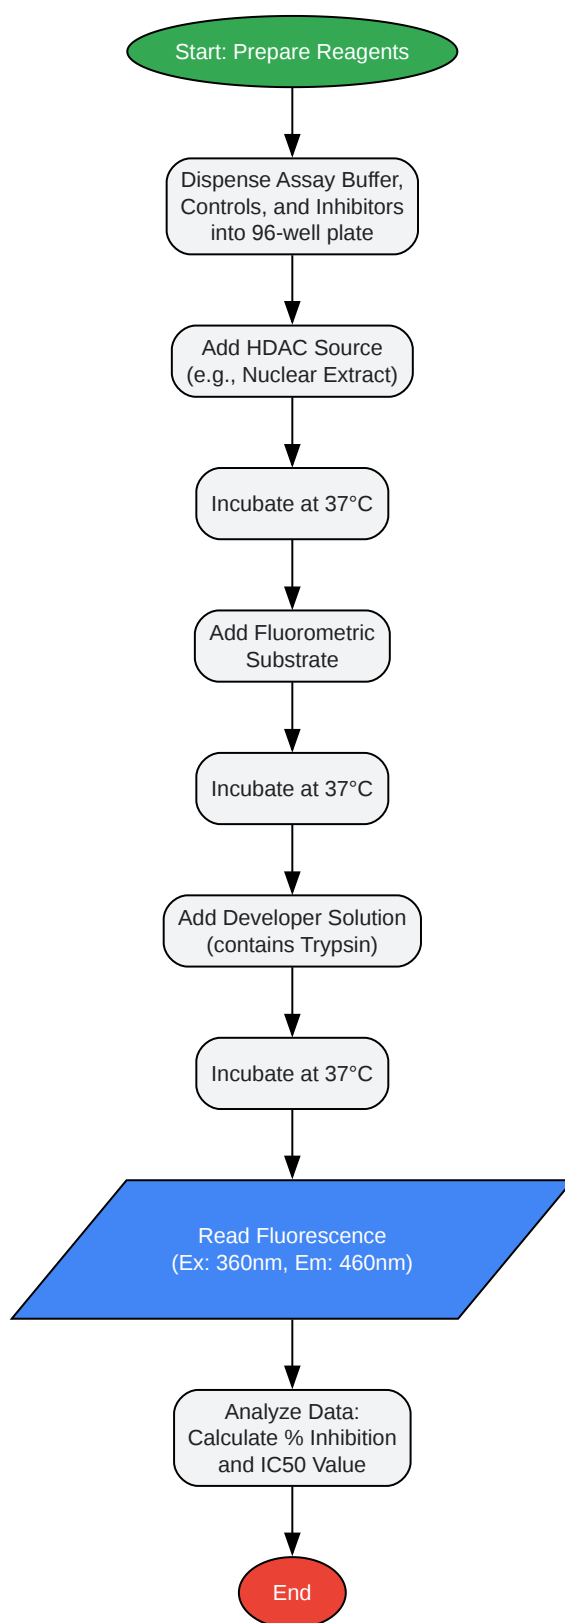 Start: Prepare Reagents
Dispense Assay Buffer,
Controls, and Inhibitors
into 96-well plate
Add HDAC Source
(e.g., Nuclear Extract)
Incubate at 37°C
Add Fluorometric
Substrate
Incubate at 37°C
Add Developer Solution
(contains Trypsin)
Incubate at 37°C
Read Fluorescence
(Ex: 360nm, Em: 460nm)
Analyze Data:
Calculate % Inhibition
and IC50 Value
End